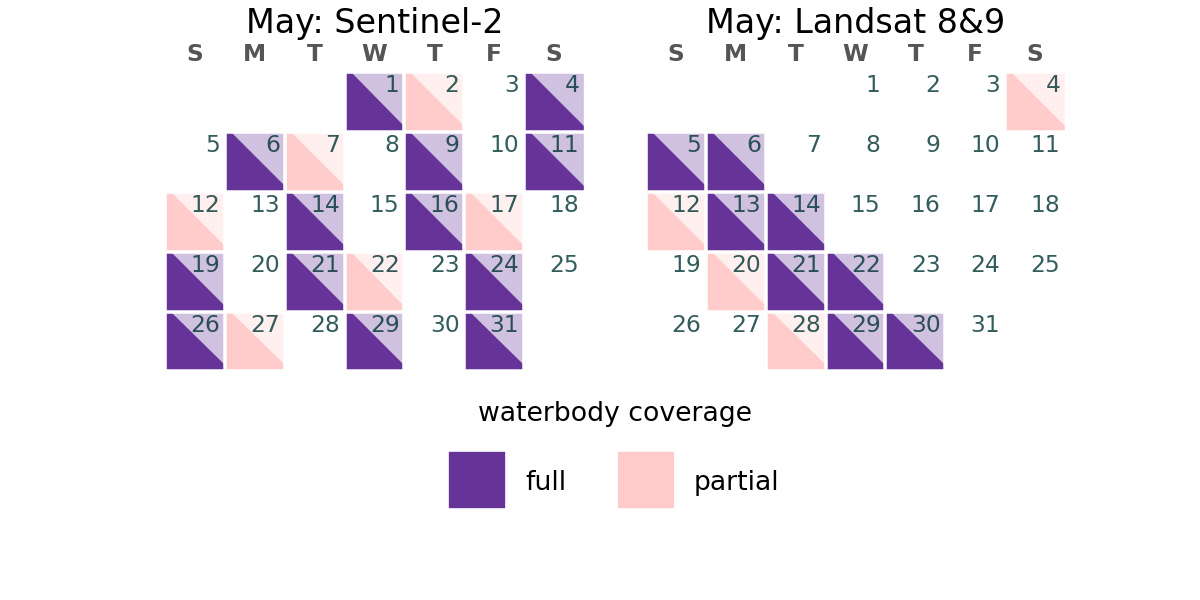 May: Sentinel-2
S M T W T F S
1 2 3 4
5 6 7 8 9 10 11
12 13 14 15 16 17 18
19 20 21 22 23 24 25
26 27 28 29 30 31
May: Landsat 8&9
S M T W T F S
1 2 3 4
5 6 7 8 9 10 11
12 13 14 15 16 17 18
19 20 21 22 23 24 25
26 27 28 29 30 31
waterbody coverage
full
partial